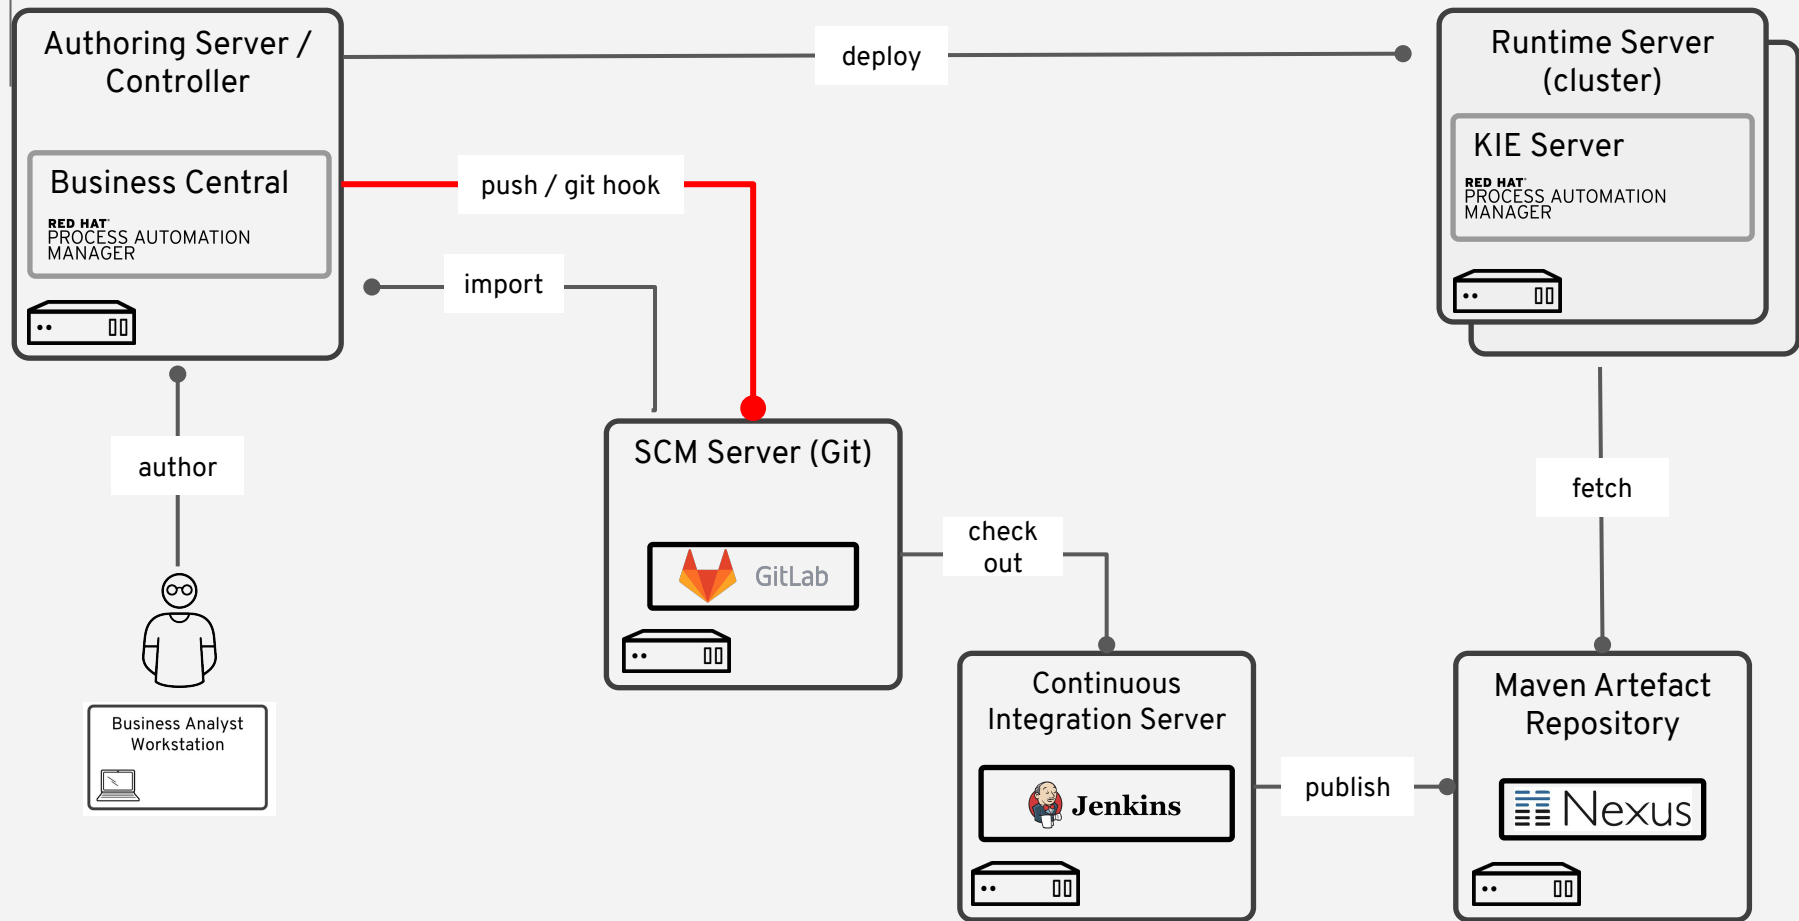 Authoring Server /
Controller
deploy
Runtime Server
(cluster)
Business Central
RED HAT
PROCESS AUTOMATION
MANAGER
push / git hook
KIE Server
RED HAT
PROCESS AUTOMATION
MANAGER
import
author
SCM Server (Git)
GitLab
check
out
fetch
Business Analyst
Workstation
Continuous
Integration Server
Jenkins
publish
Maven Artefact
Repository
Nexus